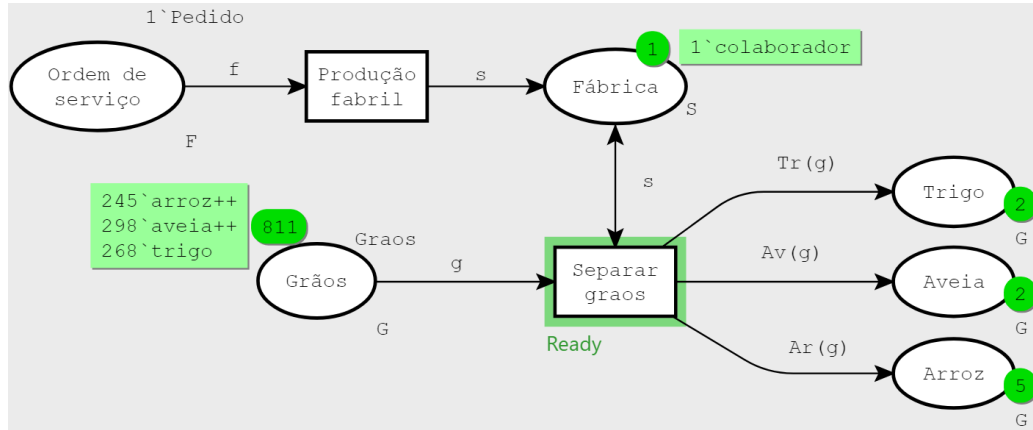 1`Pedido
Ordem de
serviço
F
f
Produção
fabril
s
Fábrica
S
1
1`colaborador
245`arroz++
298`aveia++
268`trigo
811
Graos
Grãos
G
g
s
Separar
graos
Ready
Tr(g)
Trigo
2
G
Av(g)
Aveia
2
G
Ar(g)
Arroz
5
G